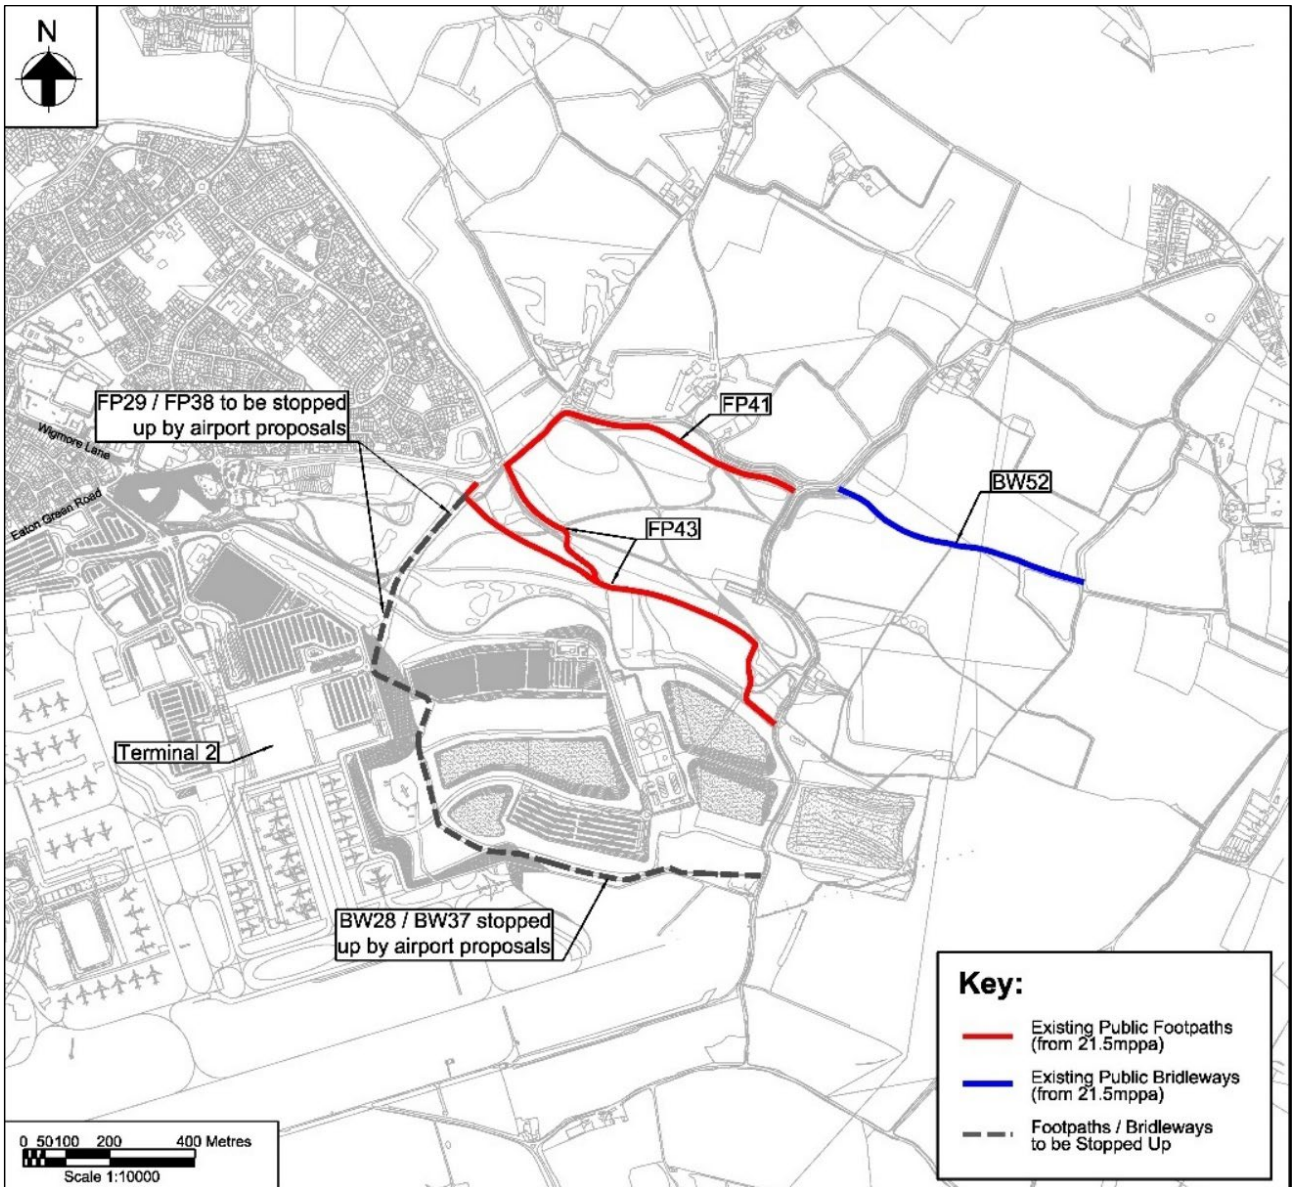 N
FP29 / FP38 to be stopped
up by airport proposals
FP41
Wigmore Lane
BW52
Eaton Green Road
FP43
Terminal 2
BW28 / BW37 stopped
up by airport proposals
Key:
Existing Public Footpaths
(from 21.5mppa)
Existing Public Bridleways
(from 21.5mppa)
Footpaths / Bridleways
to be Stopped Up
0 50 100 200 400 Metres
Scale 1:10000